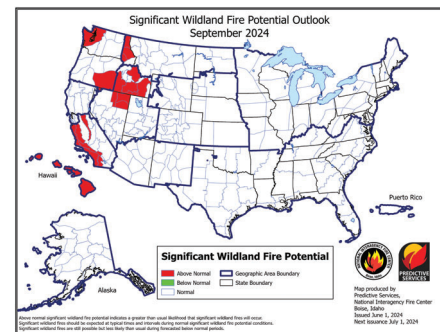 Significant Wildland Fire Potential Outlook
September 2024
Hawaii
Puerto Rico
Alaska
Significant Wildland Fire Potential
Above Normal
Below Normal
Normal
Geographic Area Boundary
State Boundary
PREDICTIVE
SERVICES
Map produced by
Predictive Services,
National Interagency Fire Center
Boise, Idaho
Issued June 1, 2024
Next issuance July 1, 2024
Above normal significant wildland fire potential indicates a greater than usual likelihood that significant wildland fires will occur.
Significant wildland fires should be expected at typical times and intervals during normal significant wildland fire potential conditions.
Significant wildland fires are still possible but less likely than usual during forecasted below normal periods.